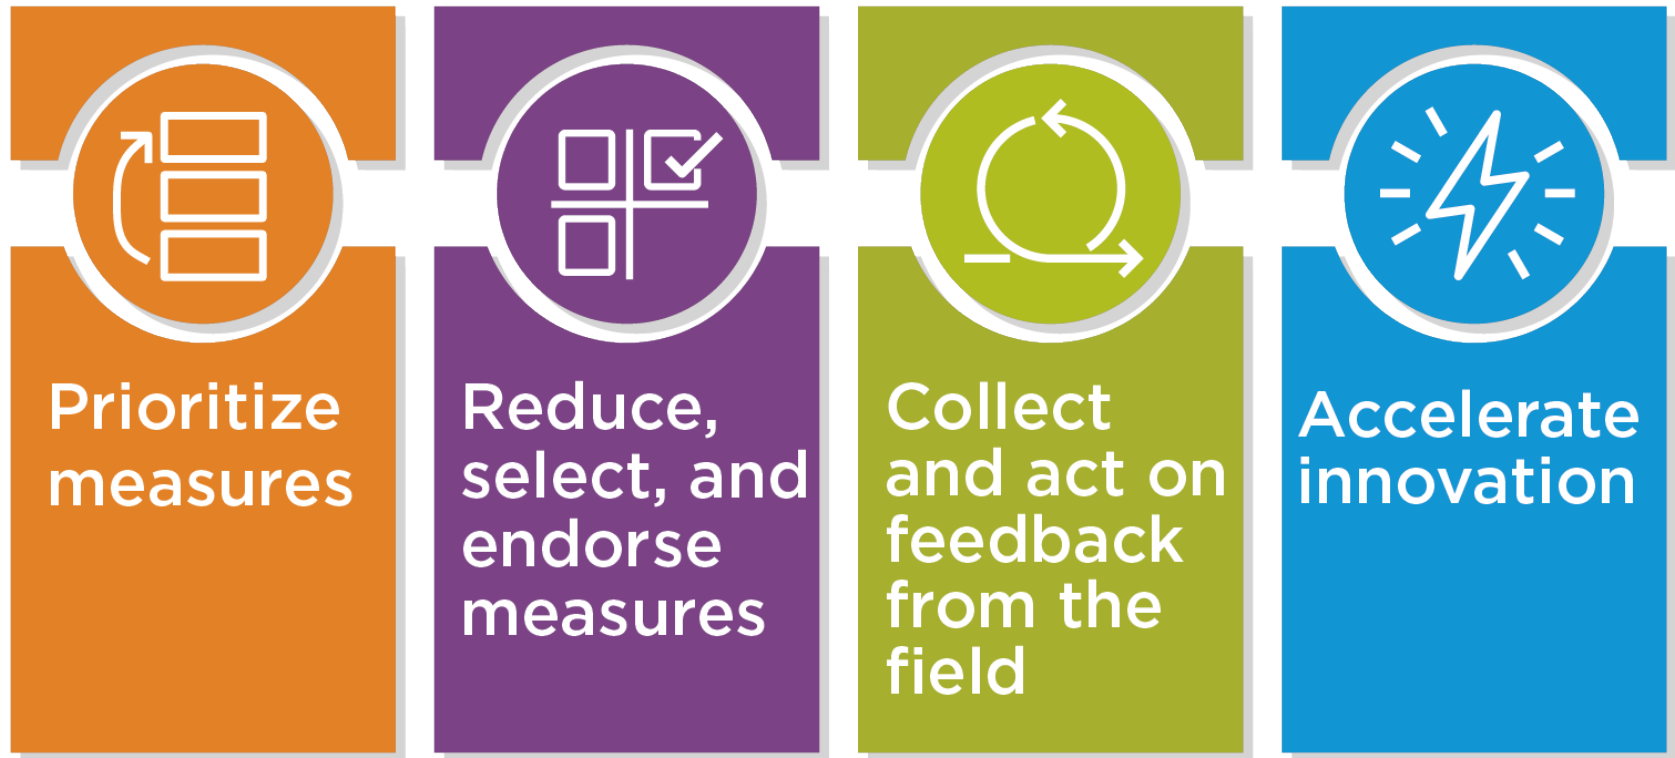 Prioritize
measures
Reduce,
select, and
endorse
measures
Collect
and act on
feedback
from the
field
Accelerate
innovation